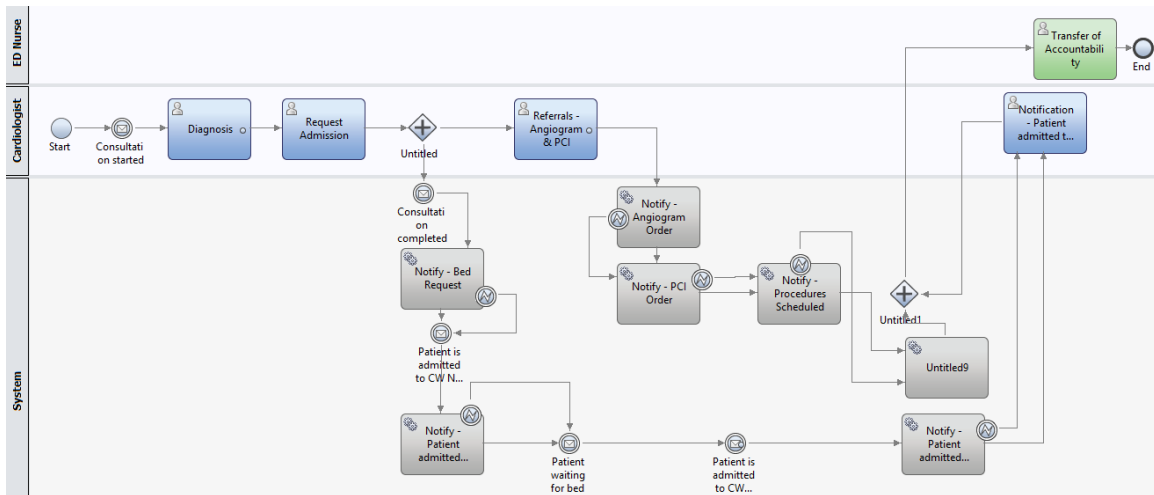 ED Nurse
Transfer of
Accountabili
ty
End
Cardiologist
Start
Consultati
on started
Diagnosis
Request
Admission
Untitled
Referrals -
Angiogram
& PCI
Notification
- Patient
admitted t...
System
Consultati
on
completed
Notify -
Angiogram
Order
Notify - Bed
Request
Notify - PCI
Order
Notify -
Procedures
Scheduled
Untitled1
Patient is
admitted
to CW N...
Untitled9
Notify -
Patient
admitted...
Patient
waiting
for bed
Patient is
admitted
to CW...
Notify -
Patient
admitted...